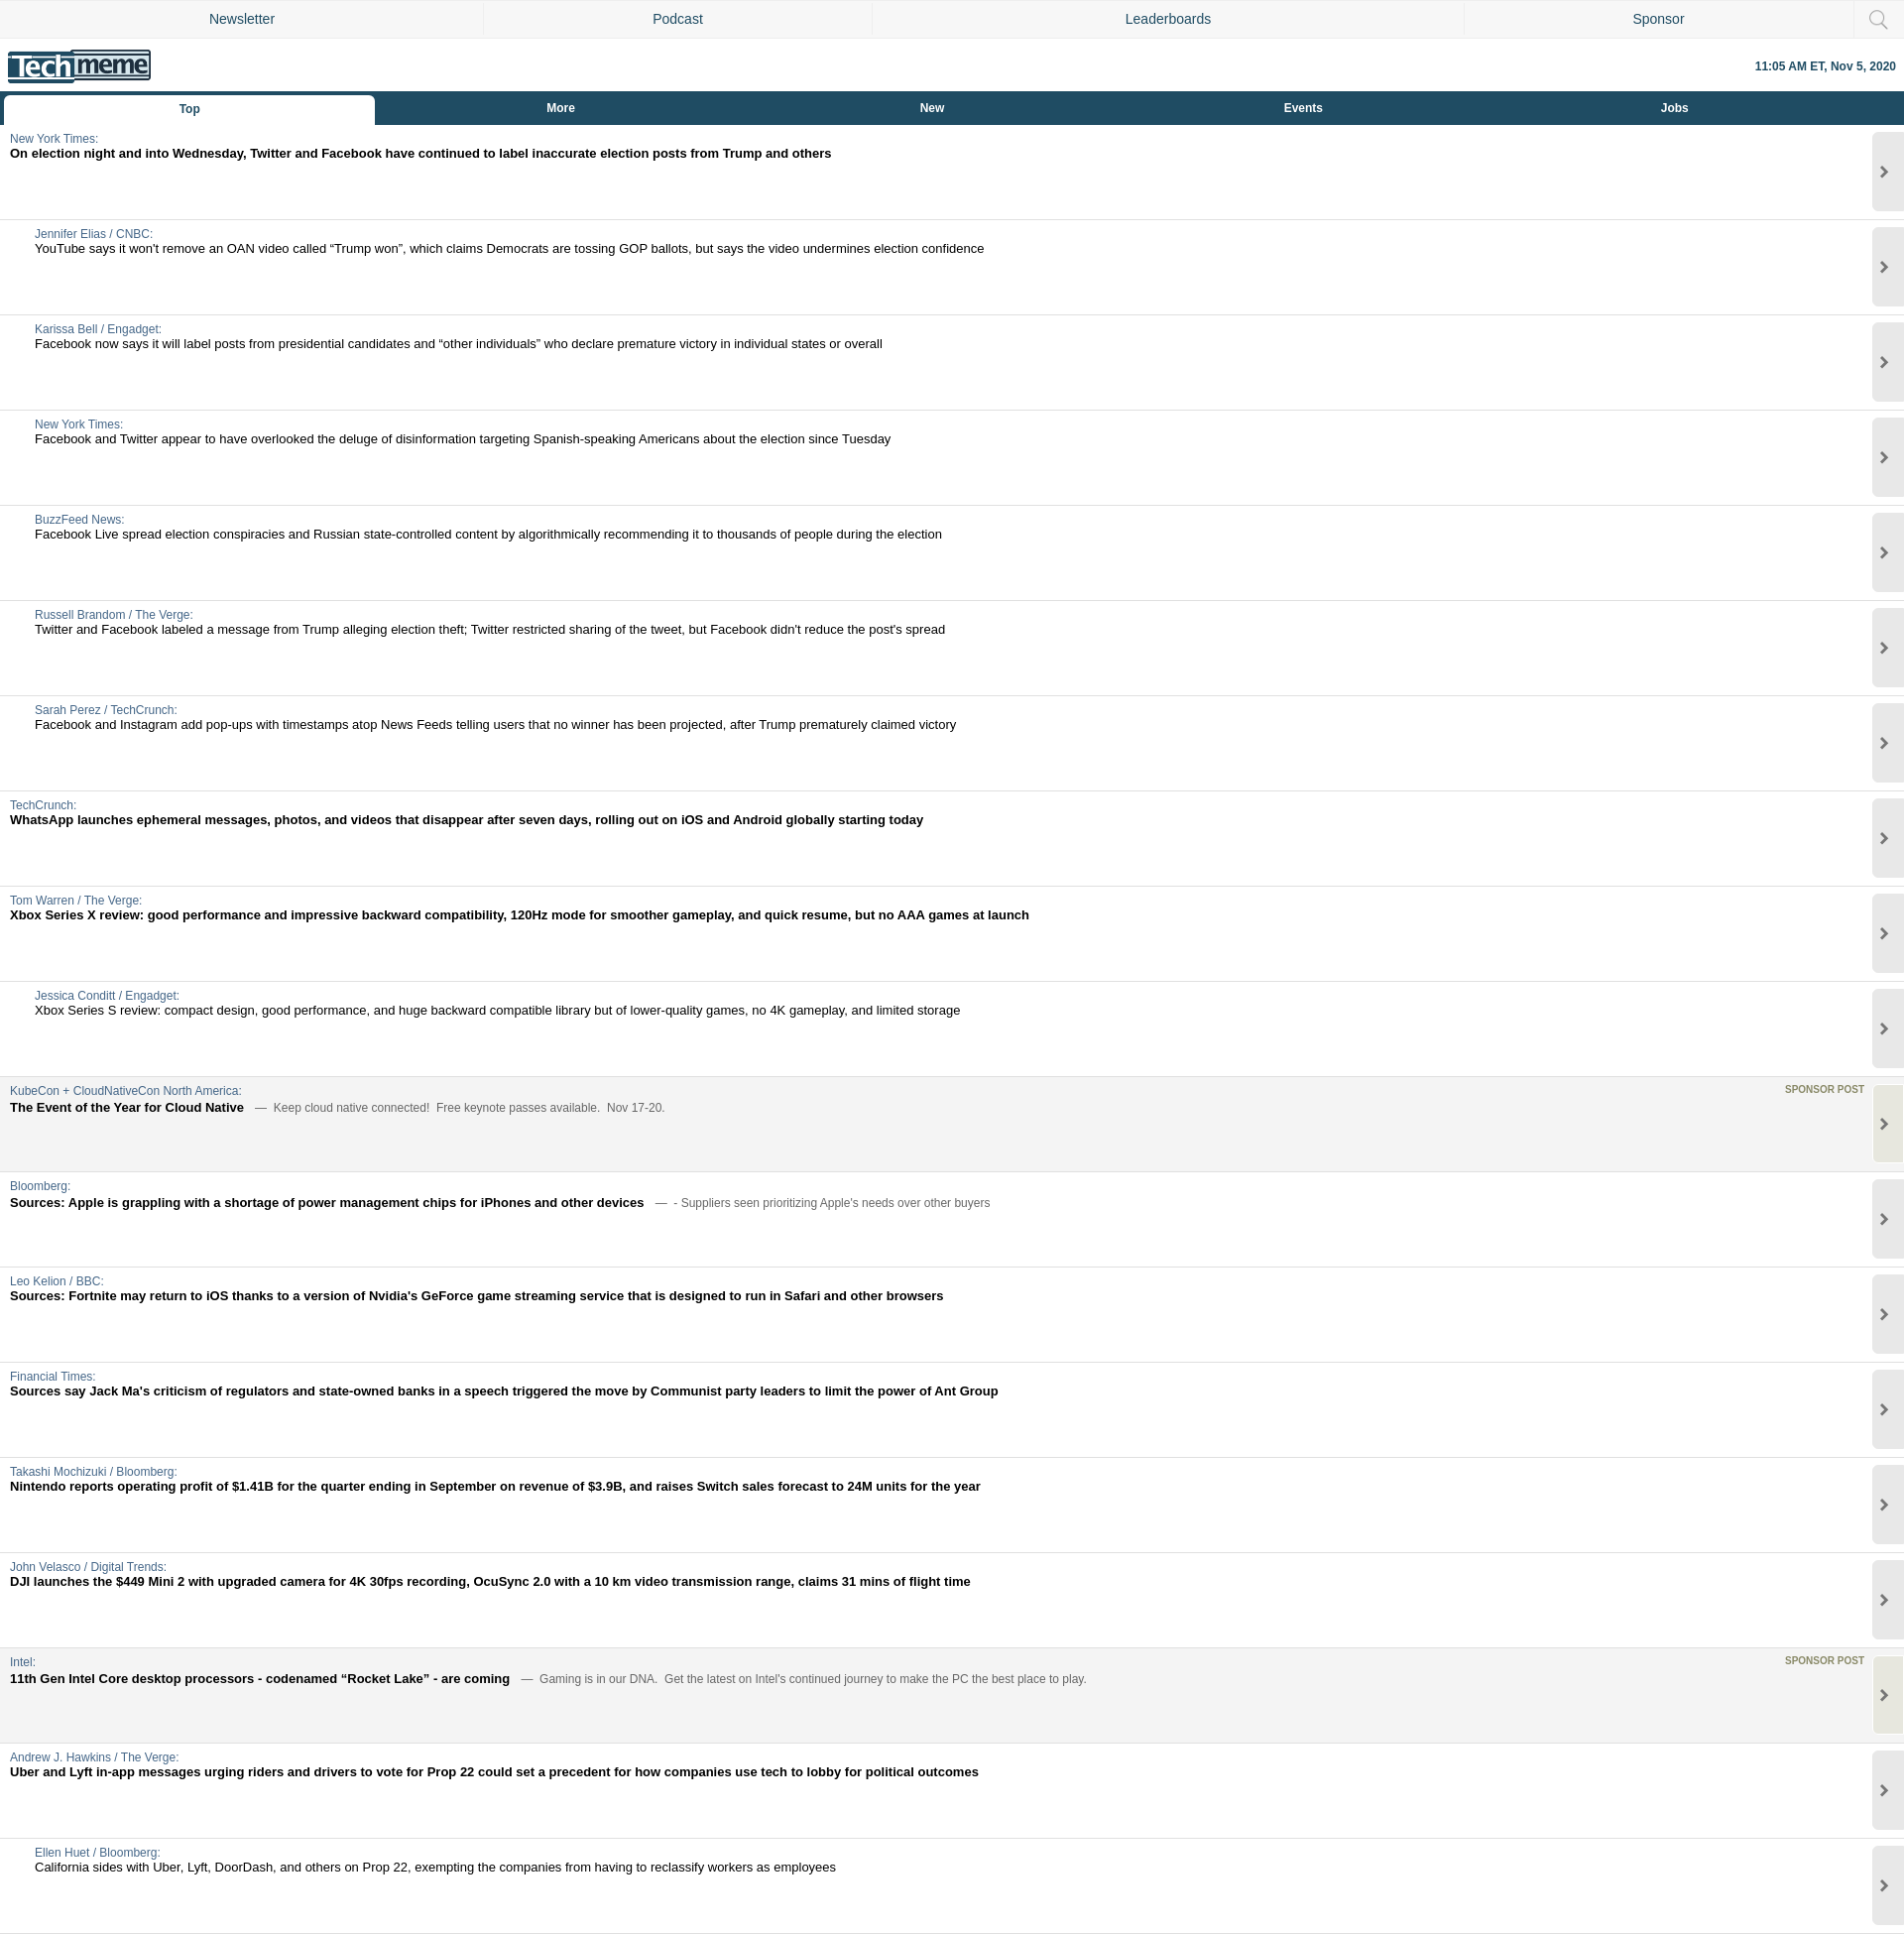 Newsletter
Podcast
Leaderboards
Sponsor
Techmeme
11:05 AM ET, Nov 5, 2020
Top
More
New
Events
Jobs
New York Times:
On election night and into Wednesday, Twitter and Facebook have continued to label inaccurate election posts from Trump and others
Jennifer Elias / CNBC:
YouTube says it won't remove an OAN video called “Trump won”, which claims Democrats are tossing GOP ballots, but says the video undermines election confidence
Karissa Bell / Engadget:
Facebook now says it will label posts from presidential candidates and “other individuals” who declare premature victory in individual states or overall
New York Times:
Facebook and Twitter appear to have overlooked the deluge of disinformation targeting Spanish-speaking Americans about the election since Tuesday
BuzzFeed News:
Facebook Live spread election conspiracies and Russian state-controlled content by algorithmically recommending it to thousands of people during the election
Russell Brandom / The Verge:
Twitter and Facebook labeled a message from Trump alleging election theft; Twitter restricted sharing of the tweet, but Facebook didn't reduce the post's spread
Sarah Perez / TechCrunch:
Facebook and Instagram add pop-ups with timestamps atop News Feeds telling users that no winner has been projected, after Trump prematurely claimed victory
TechCrunch:
WhatsApp launches ephemeral messages, photos, and videos that disappear after seven days, rolling out on iOS and Android globally starting today
Tom Warren / The Verge:
Xbox Series X review: good performance and impressive backward compatibility, 120Hz mode for smoother gameplay, and quick resume, but no AAA games at launch
Jessica Conditt / Engadget:
Xbox Series S review: compact design, good performance, and huge backward compatible library but of lower-quality games, no 4K gameplay, and limited storage
KubeCon + CloudNativeCon North America:
SPONSOR POST
The Event of the Year for Cloud Native — Keep cloud native connected! Free keynote passes available. Nov 17-20.
Bloomberg:
Sources: Apple is grappling with a shortage of power management chips for iPhones and other devices — - Suppliers seen prioritizing Apple's needs over other buyers
Leo Kelion / BBC:
Sources: Fortnite may return to iOS thanks to a version of Nvidia's GeForce game streaming service that is designed to run in Safari and other browsers
Financial Times:
Sources say Jack Ma's criticism of regulators and state-owned banks in a speech triggered the move by Communist party leaders to limit the power of Ant Group
Takashi Mochizuki / Bloomberg:
Nintendo reports operating profit of $1.41B for the quarter ending in September on revenue of $3.9B, and raises Switch sales forecast to 24M units for the year
John Velasco / Digital Trends:
DJI launches the $449 Mini 2 with upgraded camera for 4K 30fps recording, OcuSync 2.0 with a 10 km video transmission range, claims 31 mins of flight time
Intel:
SPONSOR POST
11th Gen Intel Core desktop processors - codenamed “Rocket Lake” - are coming — Gaming is in our DNA. Get the latest on Intel's continued journey to make the PC the best place to play.
Andrew J. Hawkins / The Verge:
Uber and Lyft in-app messages urging riders and drivers to vote for Prop 22 could set a precedent for how companies use tech to lobby for political outcomes
Ellen Huet / Bloomberg:
California sides with Uber, Lyft, DoorDash, and others on Prop 22, exempting the companies from having to reclassify workers as employees